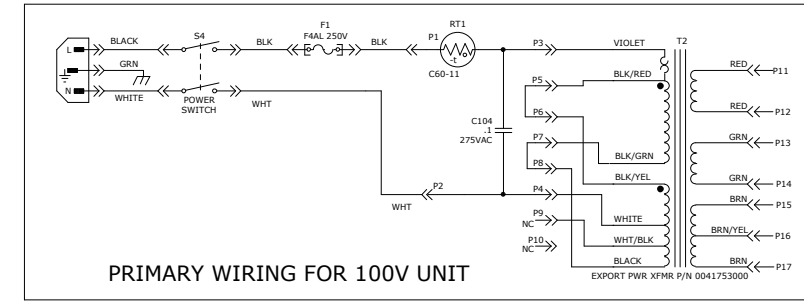 F1
F4AL 250V
RT1
S4
T2
BLACK
BLK
BLK
P1
P3
VIOLET
L
-t
GRN
C60-11
P5
BLK/RED
RED
P11
N
WHITE
POWER
SWITCH
WHT
P6
RED
P12
C104
.1
275VAC
P7
GRN
P13
BLK/GRN
P8
BLK/YEL
GRN
P14
P2
WHT
P4
BRN
P15
P9
NC
WHITE
BRN/YEL
P16
P10
NC
WHT/BLK
BLACK
BRN
P17
PRIMARY WIRING FOR 100V UNIT
EXPORT PWR XFMR P/N 0041753000